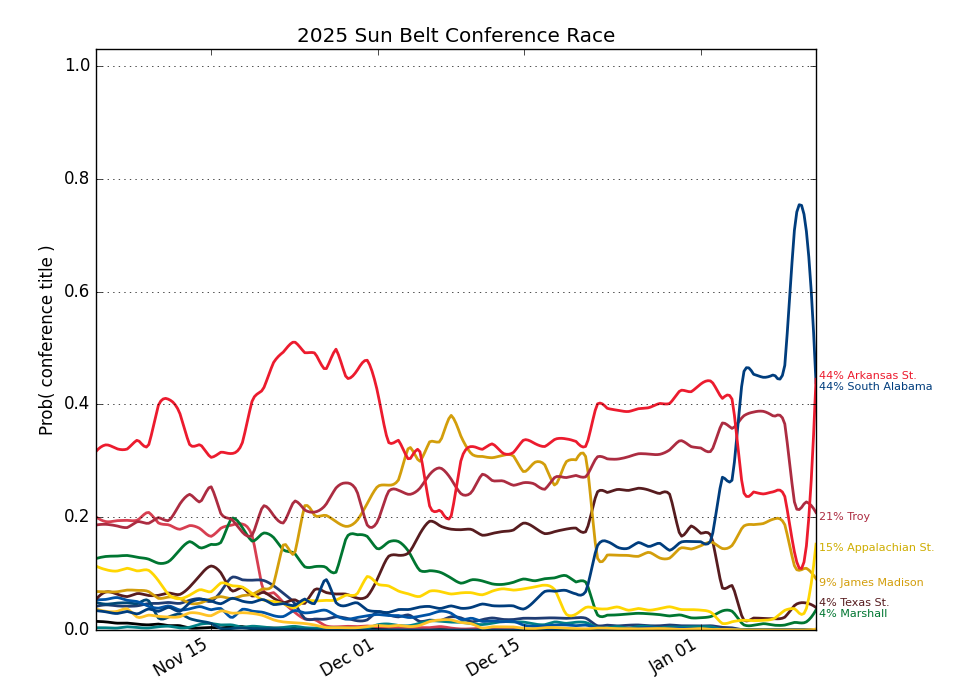 2025 Sun Belt Conference Race
Prob( conference title )
1.0
0.8
0.6
0.4
0.2
0.0
Nov 15
Dec 01
Dec 15
Jan 01
44% Arkansas St.
44% South Alabama
21% Troy
15% Appalachian St.
9% James Madison
4% Texas St.
4% Marshall